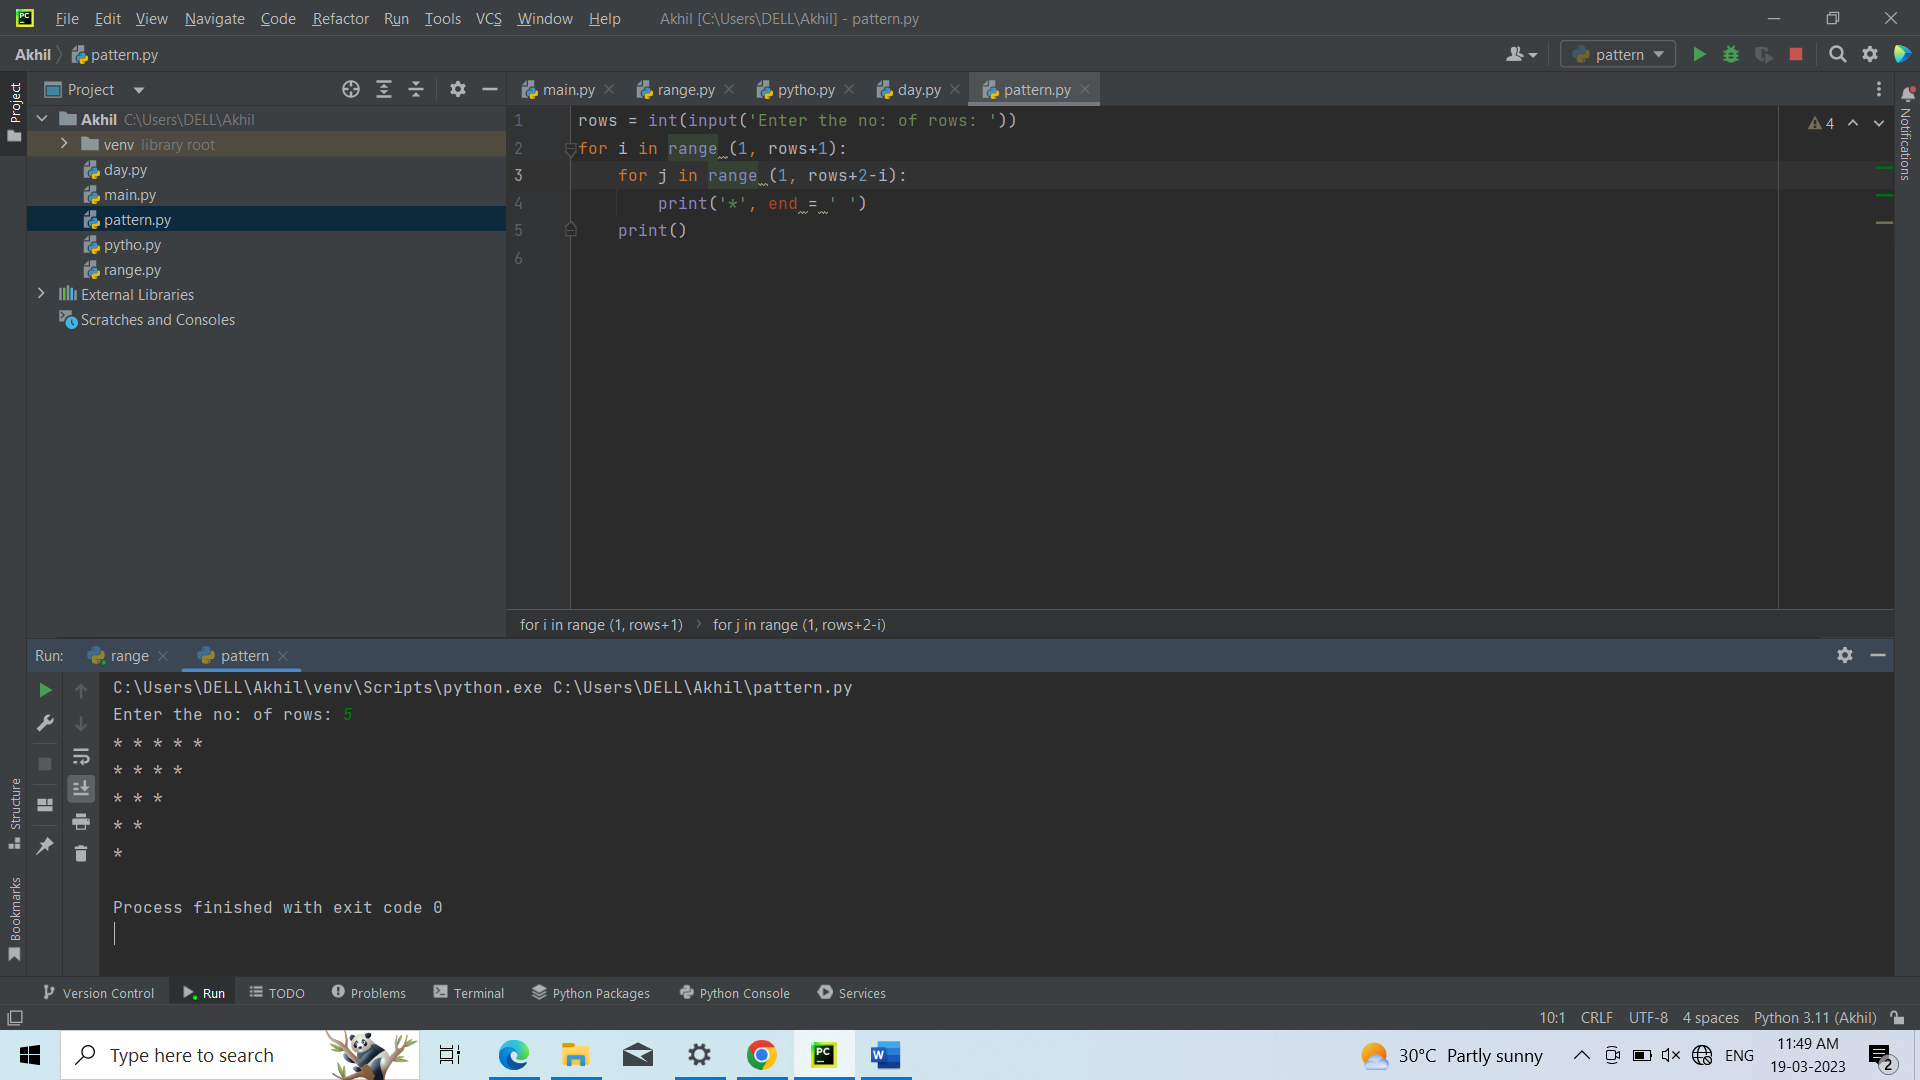 File Edit View Navigate Code Refactor Run Tools VCS Window Help Akhil [C:\Users\DELL\Akhil] - pattern.py
Akhil pattern.py pattern
Project
Project main.py range.py pytho.py day.py pattern.py
Akhil C:\Users\DELL\Akhil
venv library root
day.py
main.py
pattern.py
pytho.py
range.py
External Libraries
Scratches and Consoles
1 rows = int(input('Enter the no: of rows: '))
2 for i in range (1, rows+1):
3 for j in range (1, rows+2-i):
4 print('*', end = ' ')
5 print()
6
4
Notifications
for i in range (1, rows+1) for j in range (1, rows+2-i)
Run: range pattern
C:\Users\DELL\Akhil\venv\Scripts\python.exe C:\Users\DELL\Akhil\pattern.py
Enter the no: of rows: 5
* * * * *
* * * *
* * *
* *
*
Process finished with exit code 0
Structure
Bookmarks
Version Control Run TODO Problems Terminal Python Packages Python Console Services
10:1 CRLF UTF-8 4 spaces Python 3.11 (Akhil)
Type here to search
30°C Partly sunny ENG
11:49 AM
19-03-2023
2